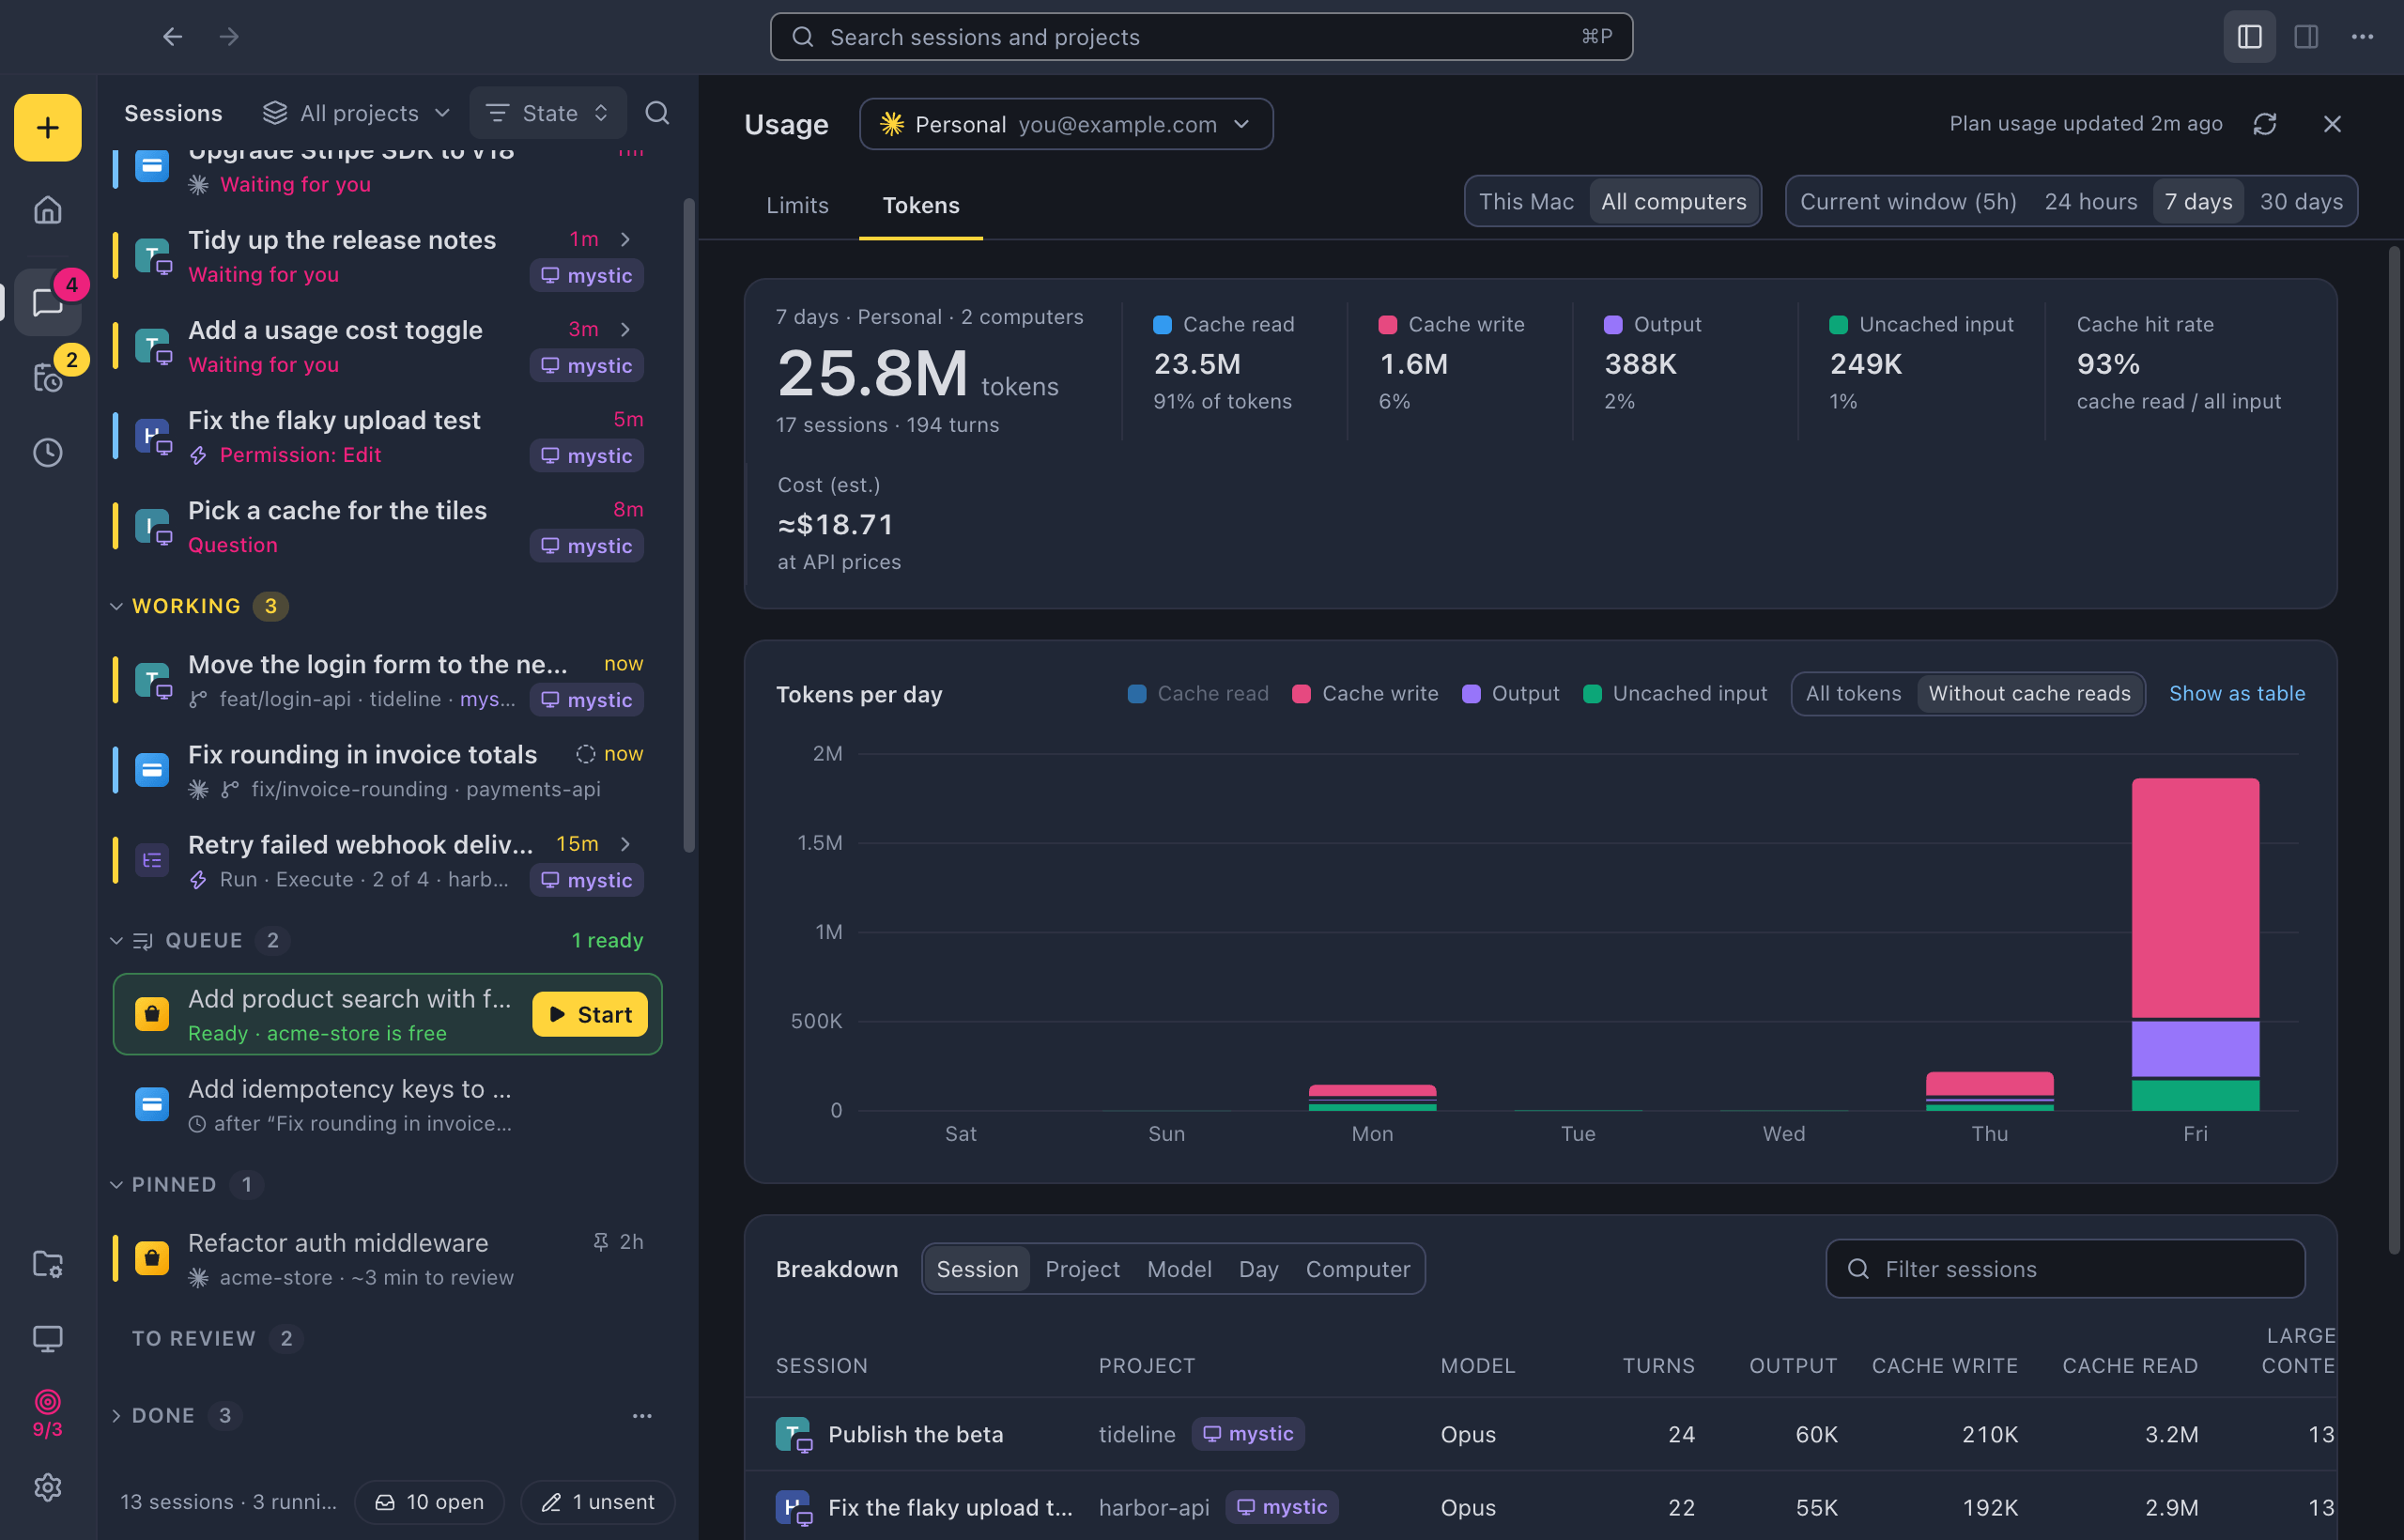 Search sessions and projects ⌘P
Sessions All projects State
Upgrade Stripe SDK to v18
Waiting for you
Tidy up the release notes 1m
Waiting for you mystic
Add a usage cost toggle 3m
Waiting for you mystic
Fix the flaky upload test 5m
Permission: Edit mystic
Pick a cache for the tiles 8m
Question mystic
WORKING 3
Move the login form to the ne... now
feat/login-api · tideline · mys... mystic
Fix rounding in invoice totals now
fix/invoice-rounding · payments-api
Retry failed webhook deliv... 15m
Run · Execute · 2 of 4 · harb... mystic
QUEUE 2 1 ready
Add product search with f...
Ready · acme-store is free
Start
Add idempotency keys to ...
after “Fix rounding in invoice...
PINNED 1
Refactor auth middleware 2h
acme-store · ~3 min to review
TO REVIEW 2
DONE 3
13 sessions · 3 runni... 10 open 1 unsent
4
2
9/3
Usage Personal you@example.com Plan usage updated 2m ago
Limits Tokens This Mac All computers Current window (5h) 24 hours 7 days 30 days
7 days · Personal · 2 computers
25.8M tokens
17 sessions · 194 turns
Cache read
23.5M
91% of tokens
Cache write
1.6M
6%
Output
388K
2%
Uncached input
249K
1%
Cache hit rate
93%
cache read / all input
Cost (est.)
≈$18.71
at API prices
Tokens per day Cache read Cache write Output Uncached input All tokens Without cache reads Show as table
2M
1.5M
1M
500K
0
Sat Sun Mon Tue Wed Thu Fri
Breakdown Session Project Model Day Computer Filter sessions
SESSION PROJECT MODEL TURNS OUTPUT CACHE WRITE CACHE READ LARGE CONTE
T Publish the beta tideline mystic Opus 24 60K 210K 3.2M 13
H Fix the flaky upload t... harbor-api mystic Opus 22 55K 192K 2.9M 13